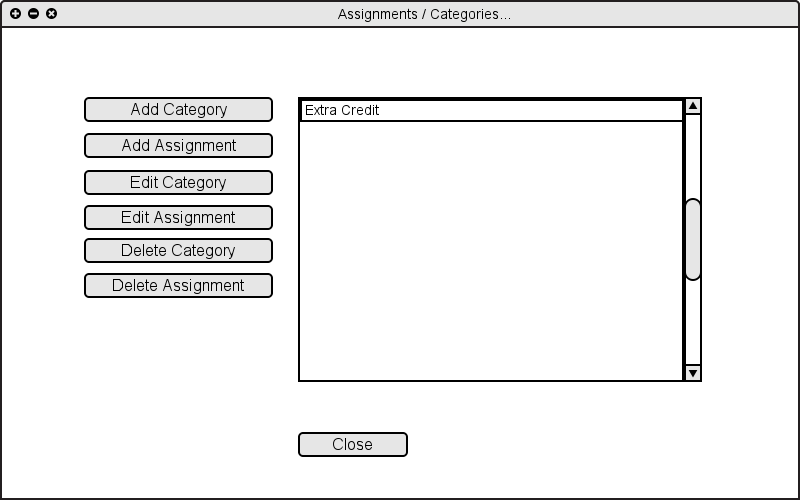 Assignments / Categories...
Add Category
Extra Credit
Add Assignment
Edit Category
Edit Assignment
Delete Category
Delete Assignment
Close